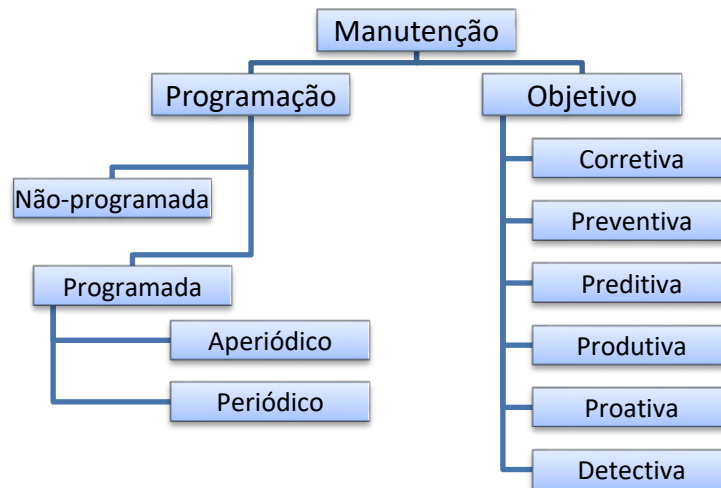 Manutenção
Programação
Objetivo
Não-programada
Programada
Aperiódico
Periódico
Corretiva
Preventiva
Preditiva
Produtiva
Proativa
Detectiva